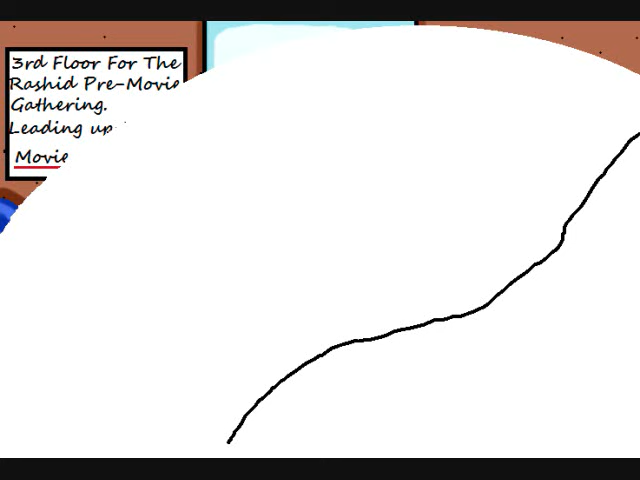 3rd Floor For The
Rashid Pre-Movie
Gathering.
Leading up
Movie